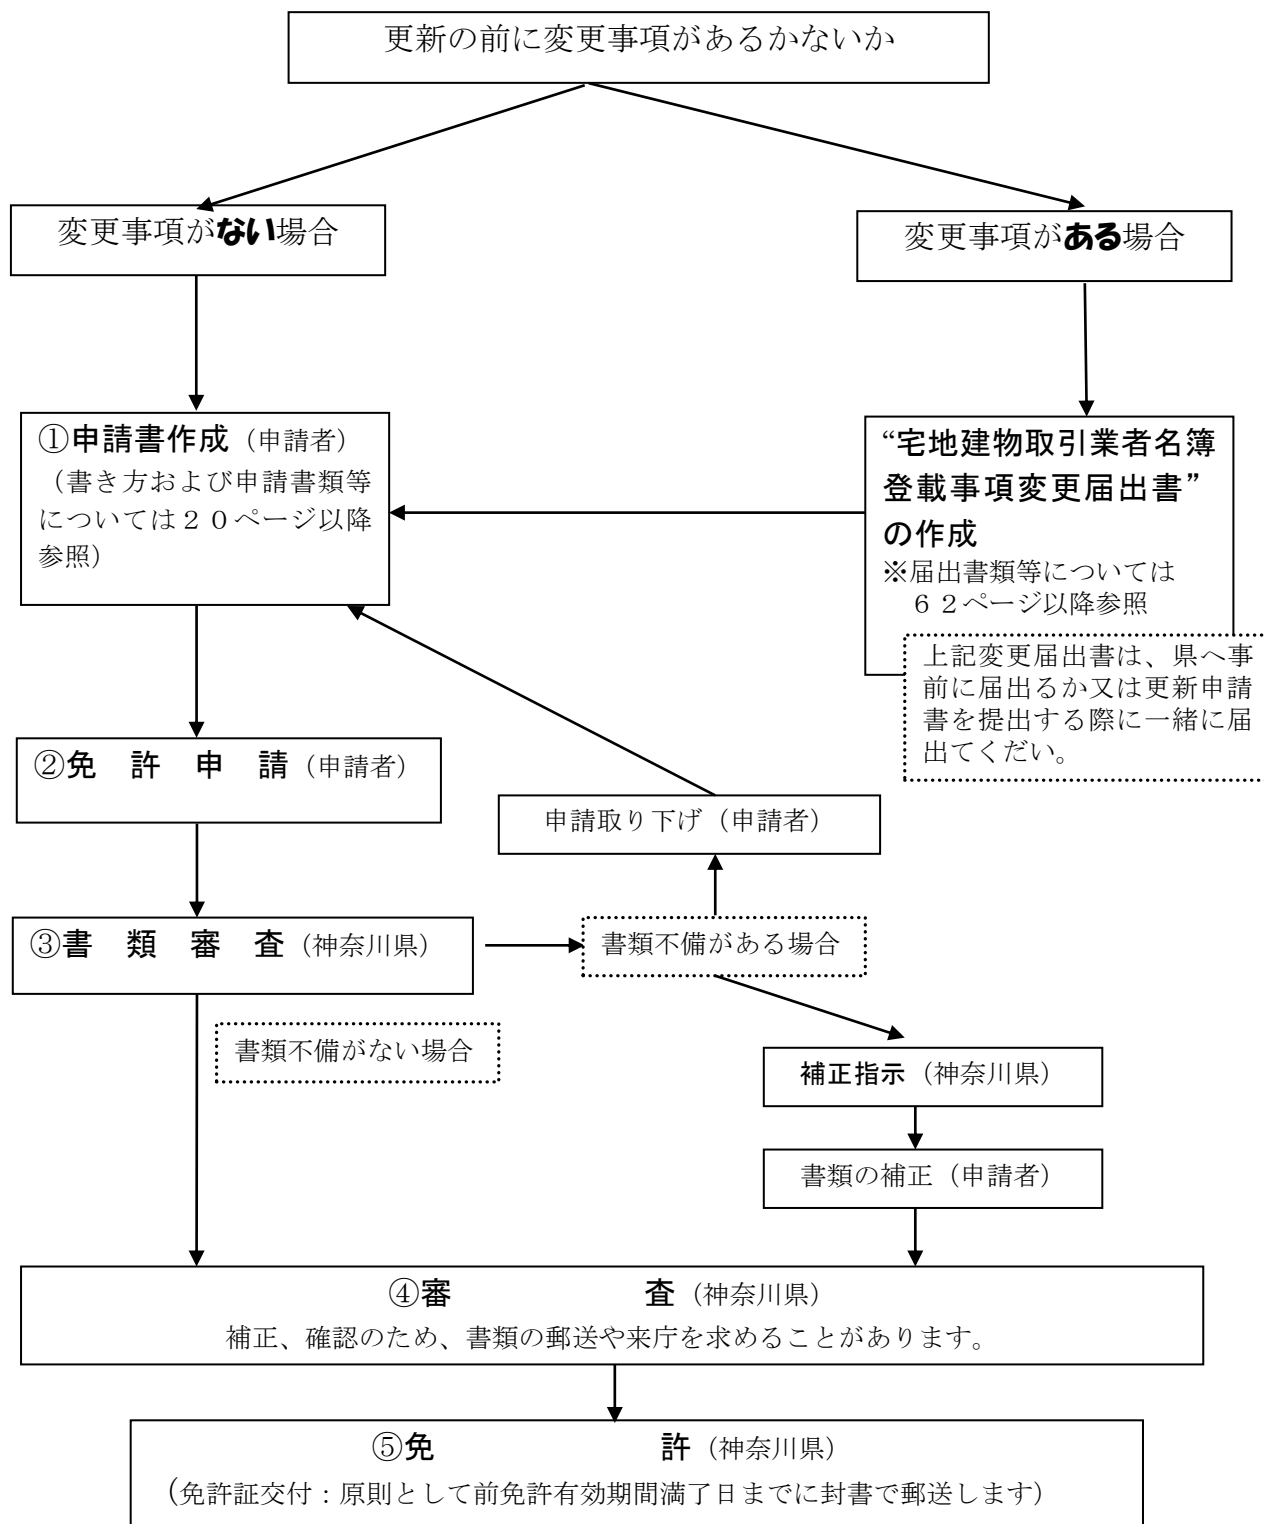 更新の前に変更事項があるかないか
変更事項がない場合
変更事項がある場合
①申請書作成（申請者）
（書き方および申請書類等
については２０ページ以降
参照）
“宅地建物取引業者名簿
登載事項変更届出書”
の作成
※届出書類等については
６２ページ以降参照
上記変更届出書は、県へ事
前に届出るか又は更新申請
書を提出する際に一緒に届
出てくだい。
②免　許　申　請（申請者）
申請取り下げ（申請者）
③書　類　審　査（神奈川県）
書類不備がある場合
書類不備がない場合
補正指示（神奈川県）
書類の補正（申請者）
④審　　　　　　査（神奈川県）
補正、確認のため、書類の郵送や来庁を求めることがあります。
⑤免　　　　　　　許（神奈川県）
（免許証交付：原則として前免許有効期間満了日までに封書で郵送します）